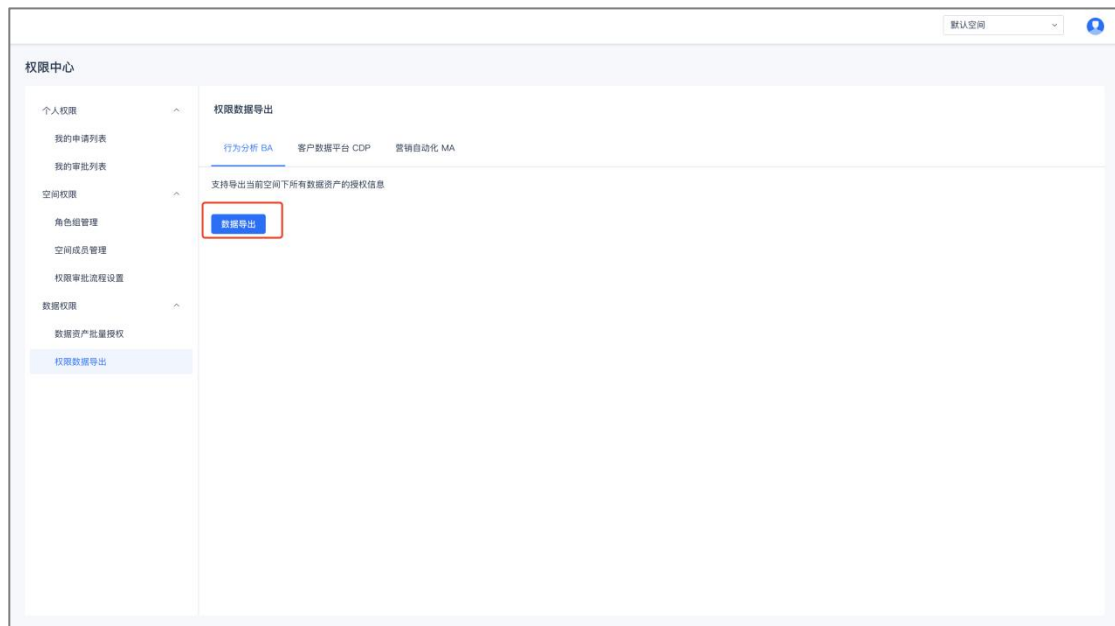 默认空间
权限中心
个人权限
我的申请列表
我的审批列表
空间权限
角色组管理
空间成员管理
权限审批流程设置
数据权限
数据资产批量授权
权限数据导出
权限数据导出
行为分析 BA 客户数据平台 CDP 营销自动化 MA
支持导出当前空间下所有数据资产的授权信息
数据导出